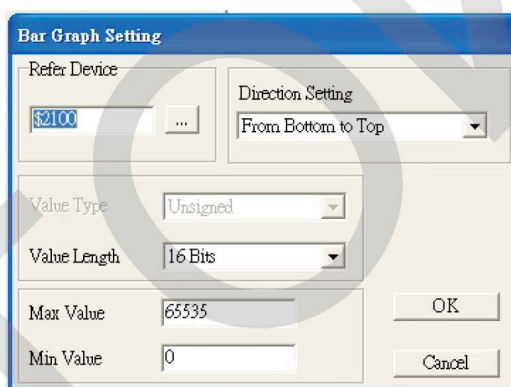 Bar Graph Setting
Refer Device
$2100
...
Direction Setting
From Bottom to Top
Value Type
Unsigned
Value Length
16 Bits
Max Value
65535
Min Value
0
OK
Cancel